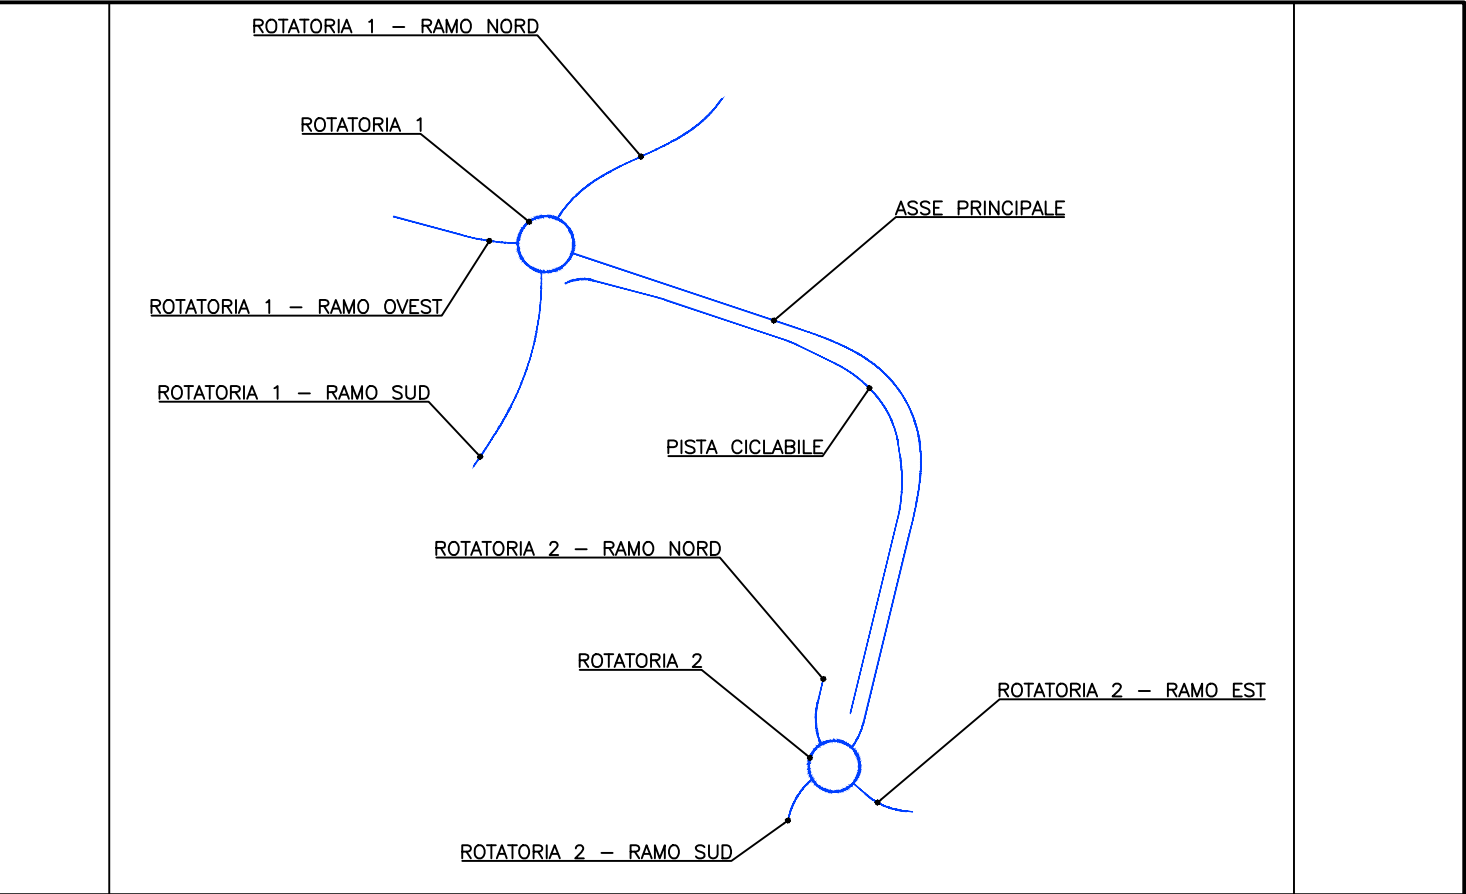 ROTATORIA 1 – RAMO NORD
ROTATORIA 1
ASSE PRINCIPALE
ROTATORIA 1 – RAMO OVEST
ROTATORIA 1 – RAMO SUD
PISTA CICLABILE
ROTATORIA 2 – RAMO NORD
ROTATORIA 2
ROTATORIA 2 – RAMO EST
ROTATORIA 2 – RAMO SUD